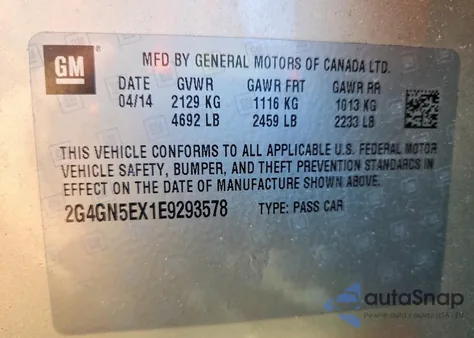 GM
MFD BY GENERAL MOTORS OF CANADA LTD.
DATE GVWR GAWR FRT GAWR RR
04/14 2129 KG 1116 KG 1013 KG
4692 LB 2459 LB 2233 LB
THIS VEHICLE CONFORMS TO ALL APPLICABLE U.S. FEDERAL MOTOR
VEHICLE SAFETY, BUMPER, AND THEFT PREVENTION STANDARDS IN
EFFECT ON THE DATE OF MANUFACTURE SHOWN ABOVE.
2G4GN5EX1E9293578 TYPE: PASS CAR
autoSnap